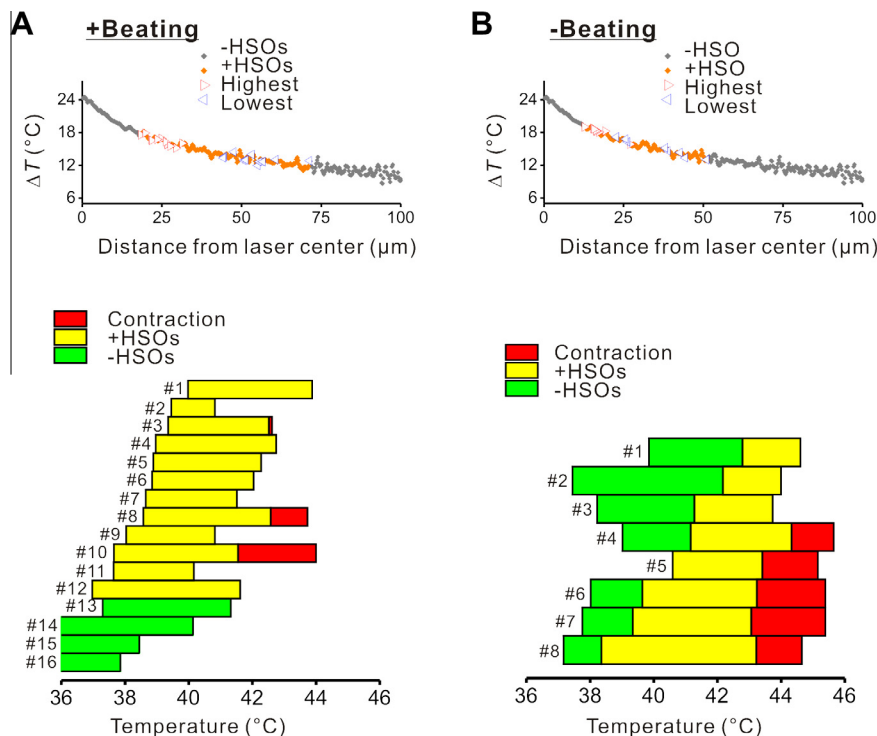 A
+Beating
-HSOs
+HSOs
Highest
Lowest
24
18
12
6
ΔT (°C)
0
25
50
75
100
Distance from laser center (µm)
Contraction
+HSOs
-HSOs
#1
#2
#3
#4
#5
#6
#7
#8
#9
#10
#11
#12
#13
#14
#15
#16
36
38
40
42
44
46
Temperature (°C)
B
-Beating
-HSO
+HSO
Highest
Lowest
24
18
12
6
ΔT (°C)
0
25
50
75
100
Distance from laser center (µm)
Contraction
+HSOs
-HSOs
#1
#2
#3
#4
#5
#6
#7
#8
36
38
40
42
44
46
Temperature (°C)